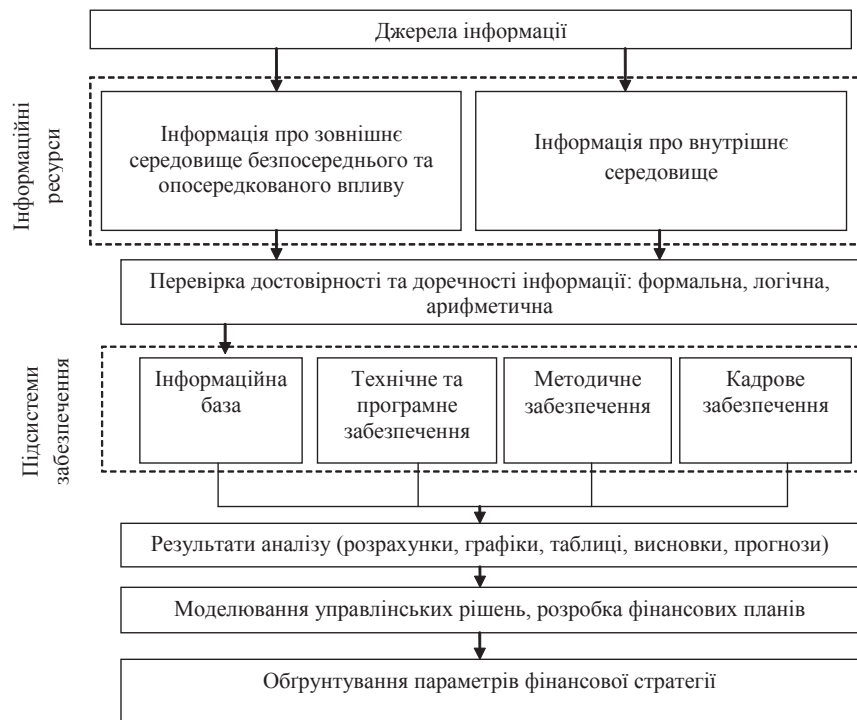 Джерела інформації
Інформаційні
ресурси
Інформація про зовнішнє
середовище безпосереднього та
опосередкованого впливу
Інформація про внутрішнє
середовище
Перевірка достовірності та доречності інформації: формальна, логічна,
арифметична
Підсистеми
забезпечення
Інформаційна
база
Технічне та
програмне
забезпечення
Методичне
забезпечення
Кадрове
забезпечення
Результати аналізу (розрахунки, графіки, таблиці, висновки, прогнози)
Моделювання управлінських рішень, розробка фінансових планів
Обґрунтування параметрів фінансової стратегії